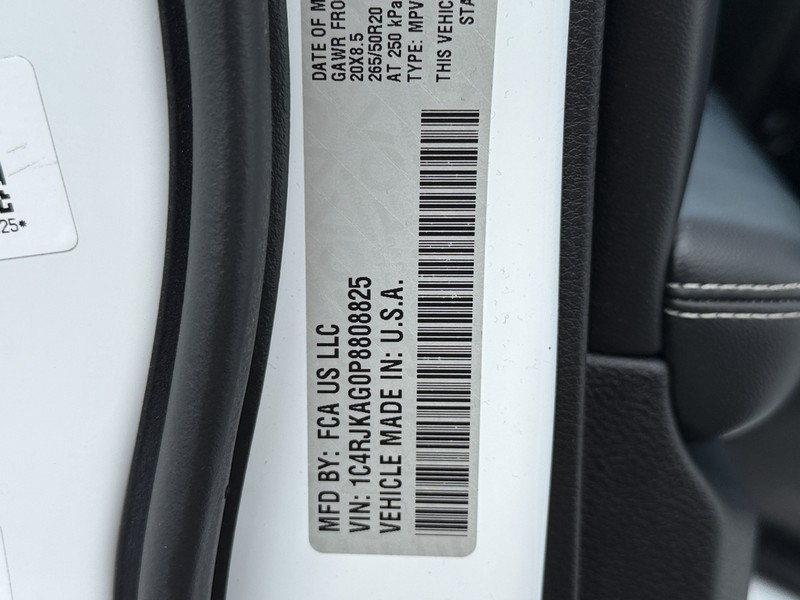 MFD BY: FCA US LLC
DATE OF M
VIN: 1C4RJKAG0P8808825
GAWR FRO
20X8.5
VEHICLE MADE IN: U.S.A.
265/50R20
AT 250 kPa
TYPE: MPV
THIS VEHIC
STA
25*